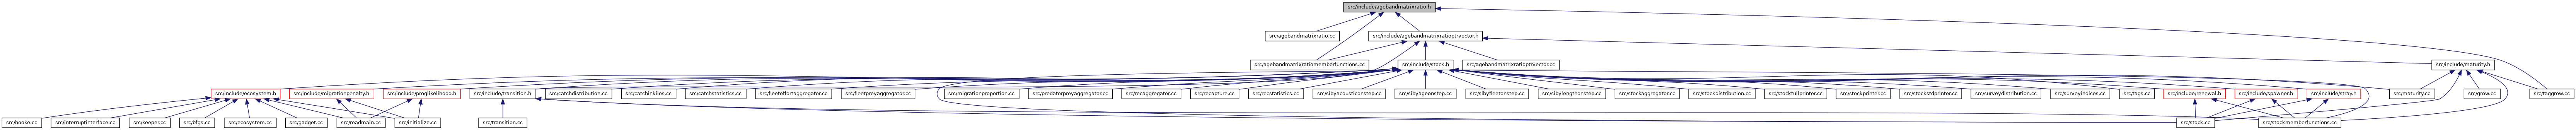 src/include/agebandmatrixratio.h
src/agebandmatrixratio.cc
src/include/agebandmatrixratioptrvector.h
src/agebandmatrixratiomemberfunctions.cc
src/include/stock.h
src/agebandmatrixratioptrvector.cc
src/include/maturity.h
src/include/ecosystem.h
src/include/migrationpenalty.h
src/include/proglikelihood.h
src/include/transition.h
src/catchdistribution.cc
src/catchinkilos.cc
src/catchstatistics.cc
src/fleeteffortaggregator.cc
src/fleetpreyaggregator.cc
src/migrationproportion.cc
src/predatorpreyaggregator.cc
src/recaggregator.cc
src/recapture.cc
src/recstatistics.cc
src/sibyacousticonstep.cc
src/sibyageonstep.cc
src/sibyfleetonstep.cc
src/sibylengthonstep.cc
src/stockaggregator.cc
src/stockdistribution.cc
src/stockfullprinter.cc
src/stockprinter.cc
src/stockstdprinter.cc
src/surveydistribution.cc
src/surveyindices.cc
src/tags.cc
src/include/renewal.h
src/include/spawner.h
src/include/stray.h
src/maturity.cc
src/grow.cc
src/taggrow.cc
src/hooke.cc
src/interruptinterface.cc
src/keeper.cc
src/bfgs.cc
src/ecosystem.cc
src/gadget.cc
src/readmain.cc
src/initialize.cc
src/transition.cc
src/stock.cc
src/stockmemberfunctions.cc